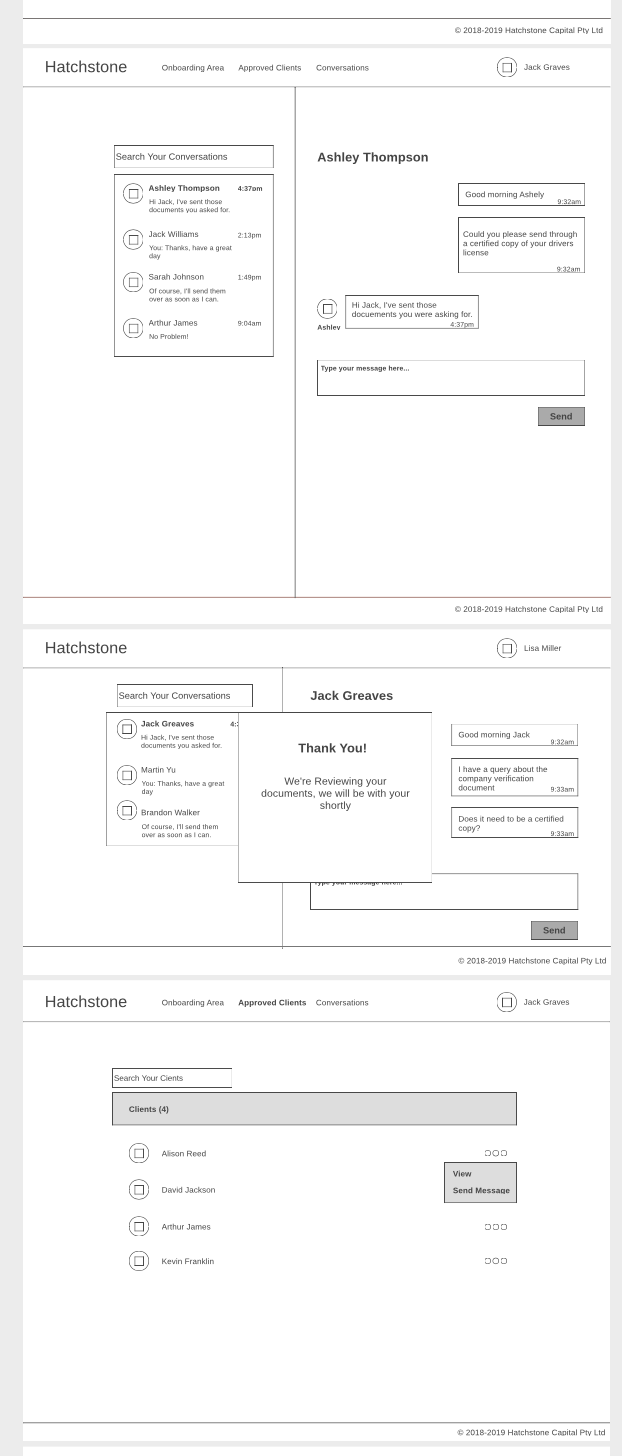 © 2018-2019 Hatchstone Capital Pty Ltd
Hatchstone
Onboarding Area
Approved Clients
Conversations
Jack Graves
Search Your Conversations
Ashley Thompson
4:37pm
Hi Jack, I've sent those
documents you asked for.
Jack Williams
2:13pm
You: Thanks, have a great
day
Sarah Johnson
1:49pm
Of course, I'll send them
over as soon as I can.
Arthur James
9:04am
No Problem!
Ashley Thompson
Good morning Ashely
9:32am
Could you please send through
a certified copy of your drivers
license
9:32am
Hi Jack, I've sent those
docuements you were asking for.
4:37pm
Ashley
Type your message here...
Send
© 2018-2019 Hatchstone Capital Pty Ltd
Hatchstone
Lisa Miller
Search Your Conversations
Jack Greaves
4:3
Hi Jack, I've sent those
documents you asked for.
Martin Yu
You: Thanks, have a great
day
Brandon Walker
Of course, I'll send them
over as soon as I can.
Jack Greaves
Thank You!
We're Reviewing your
documents, we will be with your
shortly
Good morning Jack
9:32am
I have a query about the
company verification
document
9:33am
Does it need to be a certified
copy?
9:33am
Type your message here...
Send
© 2018-2019 Hatchstone Capital Pty Ltd
Hatchstone
Onboarding Area
Approved Clients
Conversations
Jack Graves
Search Your Cients
Clients (4)
Alison Reed
View
David Jackson
Send Message
Arthur James
Kevin Franklin
© 2018-2019 Hatchstone Capital Pty Ltd